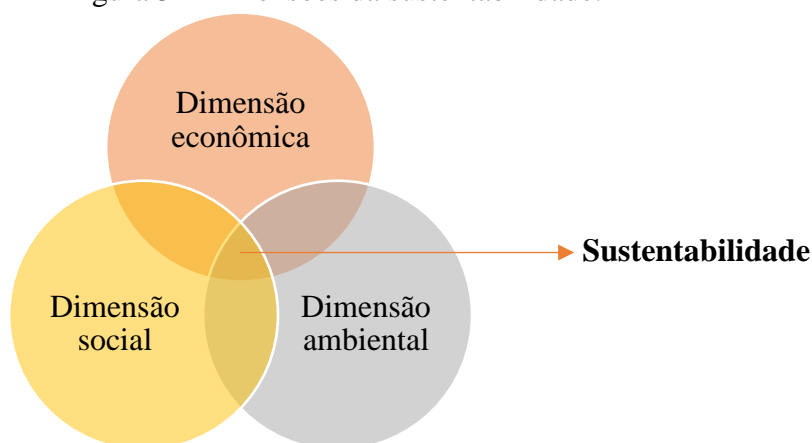 Dimensão
econômica
Sustentabilidade
Dimensão
social
Dimensão
ambiental